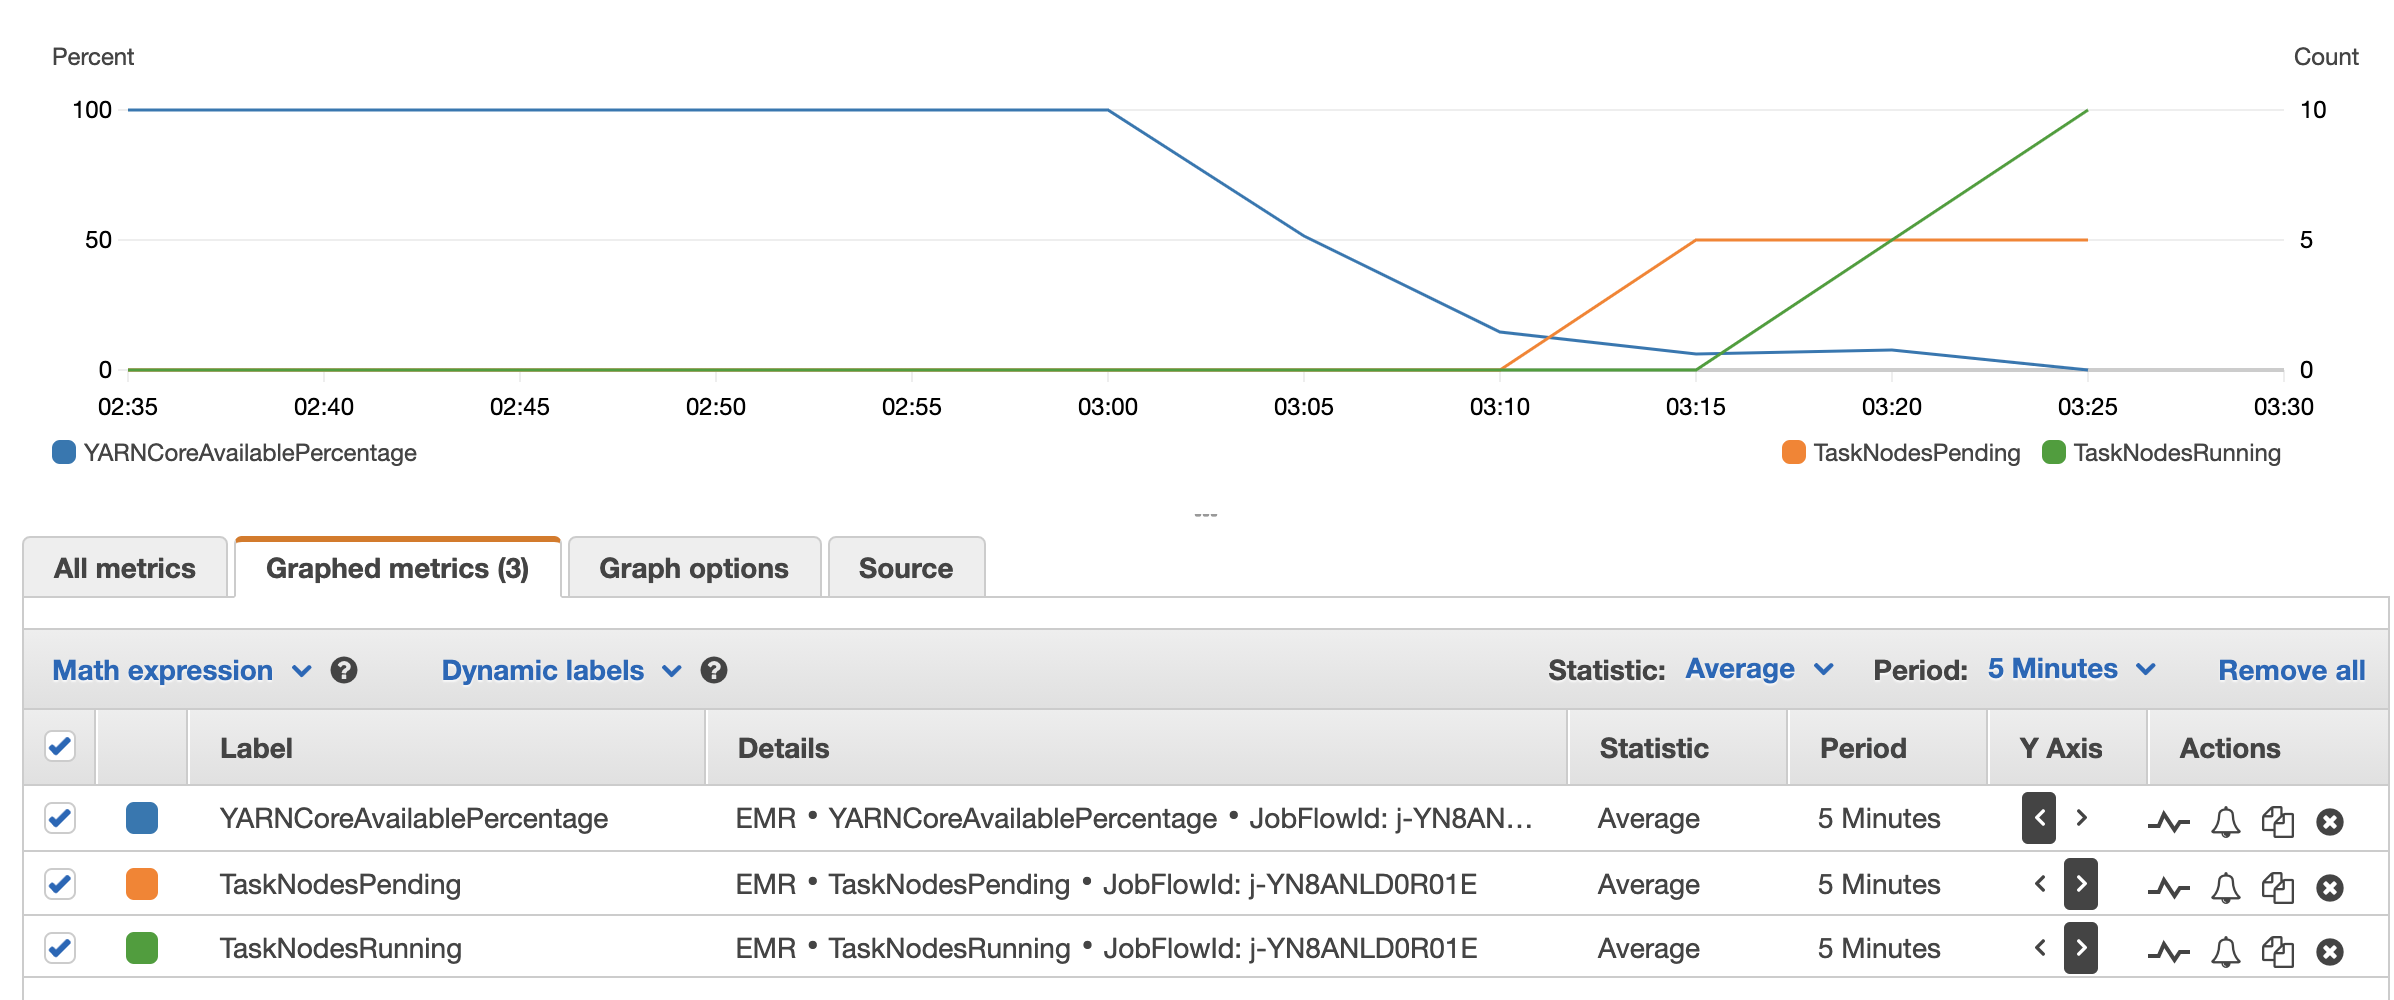 Percent Count
100 10
50 5
0 0
02:35 02:40 02:45 02:50 02:55 03:00 03:05 03:10 03:15 03:20 03:25 03:30
YARNCoreAvailablePercentage TaskNodesPending TaskNodesRunning
All metrics Graphed metrics (3) Graph options Source
Math expression ? Dynamic labels ? Statistic: Average Period: 5 Minutes Remove all
Label Details Statistic Period Y Axis Actions
YARNCoreAvailablePercentage EMR • YARNCoreAvailablePercentage • JobFlowId: j-YN8AN... Average 5 Minutes < >
TaskNodesPending EMR • TaskNodesPending • JobFlowId: j-YN8ANLD0R01E Average 5 Minutes < >
TaskNodesRunning EMR • TaskNodesRunning • JobFlowId: j-YN8ANLD0R01E Average 5 Minutes < >